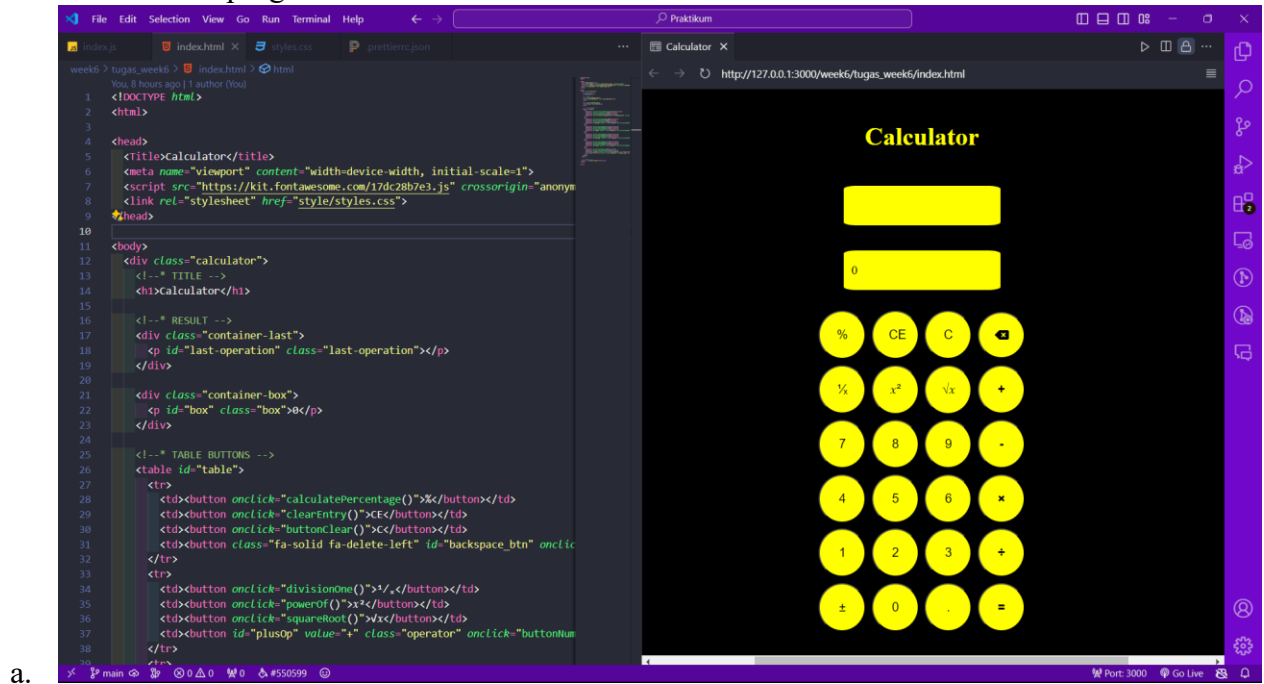 File Edit Selection View Go Run Terminal Help
Praktikum
index.js index.html styles.css .prettierrc.json
week6 > tugas_week6 > index.html > html
You, 8 hours ago | 1 author (You)
1 <!DOCTYPE html>
2 <html>
3
4 <head>
5 <Title>Calculator</title>
6 <meta name="viewport" content="width=device-width, initial-scale=1">
7 <script src="https://kit.fontawesome.com/17dc28b7e3.js" crossorigin="anonym
8 <link rel="stylesheet" href="style/styles.css">
9 </head>
10
11 <body>
12 <div class="calculator">
13 <!--* TITLE -->
14 <h1>Calculator</h1>
15
16 <!--* RESULT -->
17 <div class="container-last">
18 <p id="last-operation" class="last-operation"></p>
19 </div>
20
21 <div class="container-box">
22 <p id="box" class="box">0</p>
23 </div>
24
25 <!--* TABLE BUTTONS -->
26 <table id="table">
27 <tr>
28 <td><button onclick="calculatePercentage()">%</button></td>
29 <td><button onclick="clearEntry()">CE</button></td>
30 <td><button onclick="buttonClear()">C</button></td>
31 <td><button class="fa-solid fa-delete-left" id="backspace_btn" onclic
32 </tr>
33 <tr>
34 <td><button onclick="divisionOne()">¹/ₓ</button></td>
35 <td><button onclick="powerOf()">x²</button></td>
36 <td><button onclick="squareRoot()">√x</button></td>
37 <td><button id="plusOp" value="+" class="operator" onclick="buttonNum
38 </tr>
39 <tr>
Calculator
http://127.0.0.1:3000/week6/tugas_week6/index.html
Calculator
0
% CE C
¹/ₓ x² √x +
7 8 9 -
4 5 6 ×
1 2 3 ÷
± 0 . =
2
a.
main 0 0 0 #550599
Port: 3000 Go Live